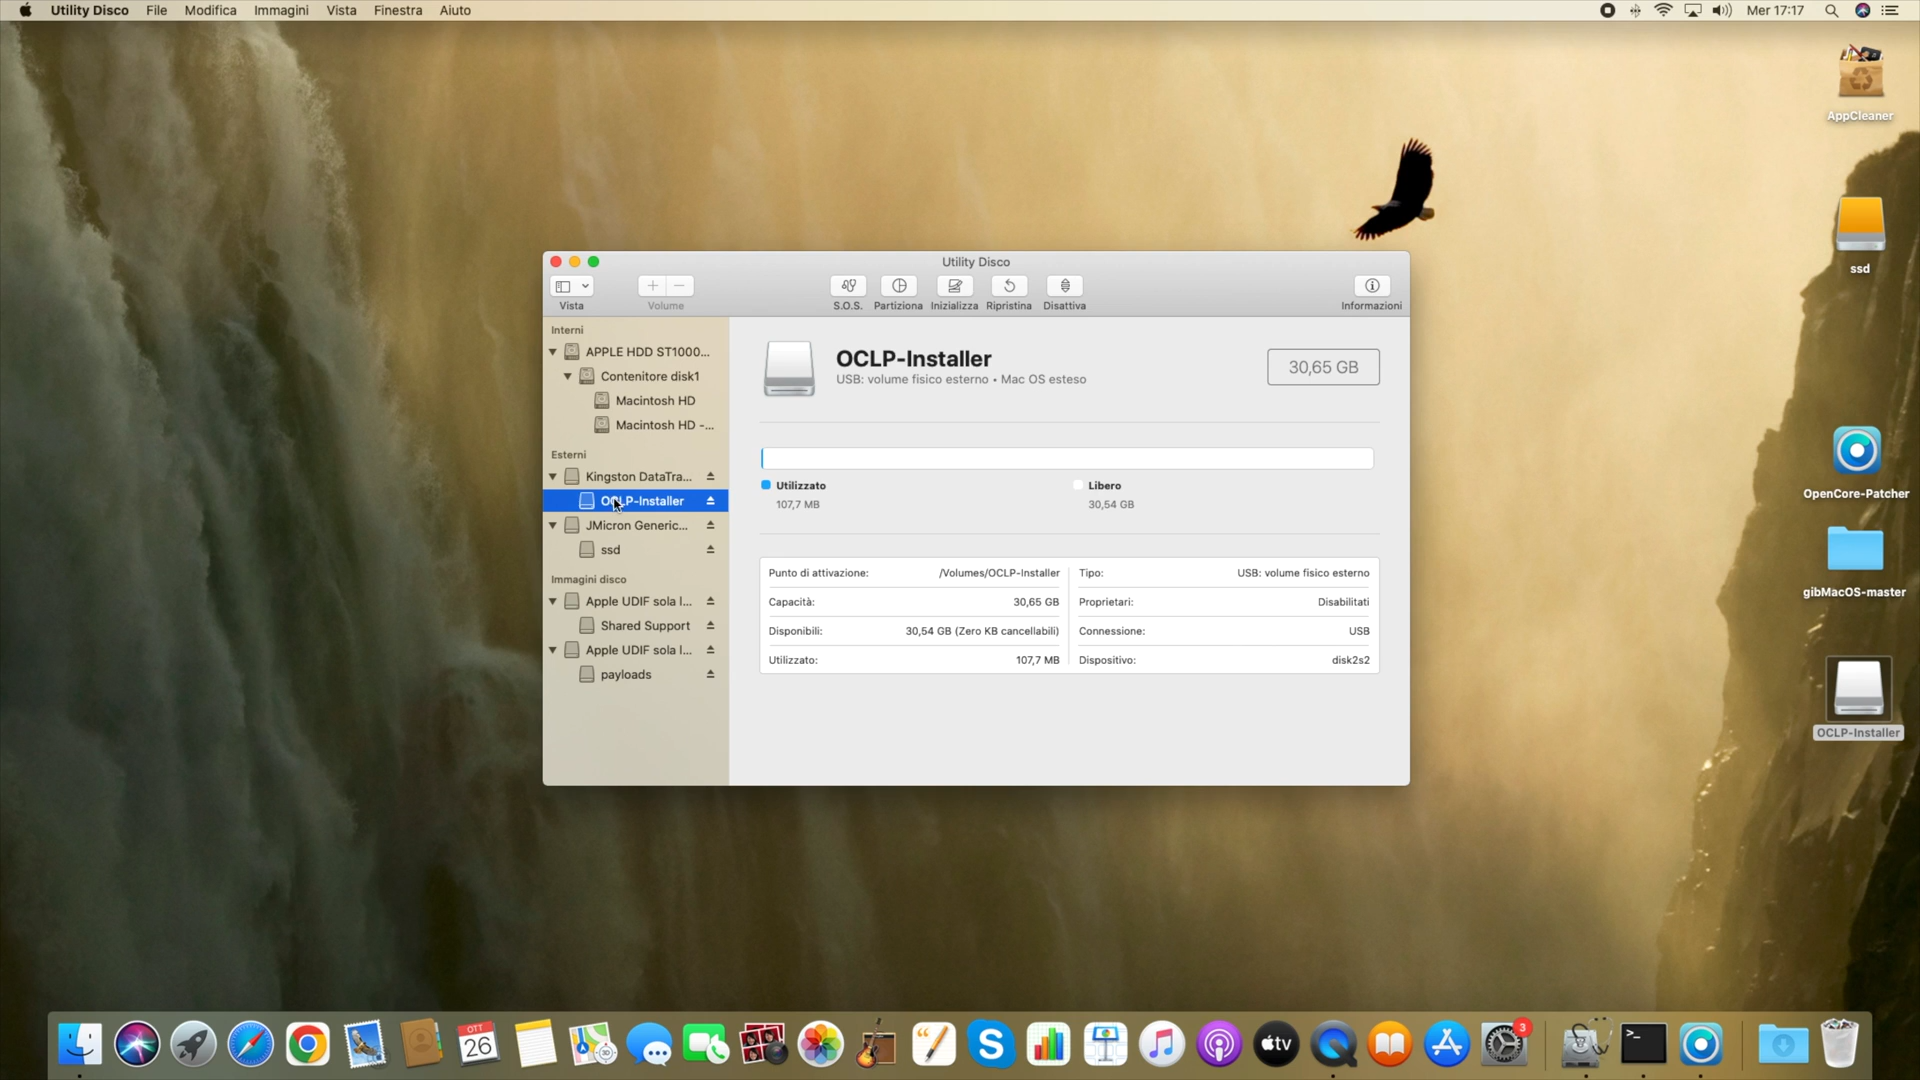 Utility Disco File Modifica Immagini Vista Finestra Aiuto
Mer 17:17
AppCleaner
ssd
OpenCore-Patcher
gibMacOS-master
OCLP-Installer
Utility Disco
Vista
Volume
S.O.S. Partiziona Inizializza Ripristina Disattiva
Informazioni
Interni
APPLE HDD ST1000...
Contenitore disk1
Macintosh HD
Macintosh HD -...
Esterni
Kingston DataTra...
OCLP-Installer
JMicron Generic...
ssd
Immagini disco
Apple UDIF sola l...
Shared Support
Apple UDIF sola l...
payloads
OCLP-Installer
USB: volume fisico esterno • Mac OS esteso
30,65 GB
Utilizzato
107,7 MB
Libero
30,54 GB
Punto di attivazione: /Volumes/OCLP-Installer
Capacità: 30,65 GB
Disponibili: 30,54 GB (Zero KB cancellabili)
Utilizzato: 107,7 MB
Tipo: USB: volume fisico esterno
Proprietari: Disabilitati
Connessione: USB
Dispositivo: disk2s2
OTT
26
3D
tv
3
>_